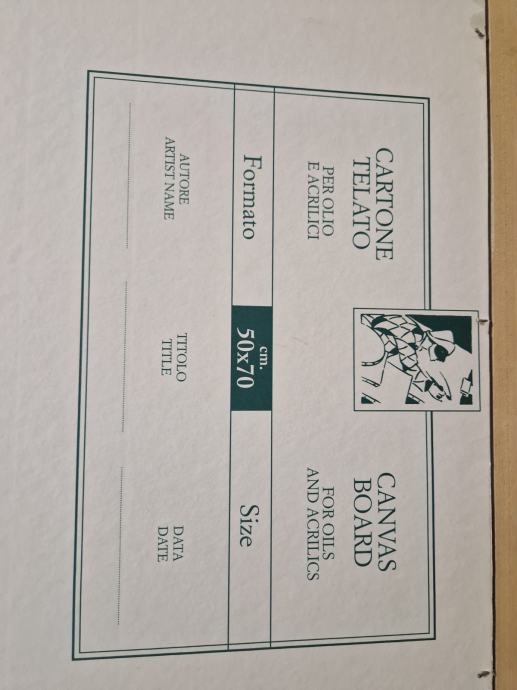 CARTONE
TELATO
PER OLIO
E ACRILICI
CANVAS
BOARD
FOR OILS
AND ACRILICS
Formato
cm.
50x70
Size
AUTORE
ARTIST NAME
TITOLO
TITLE
DATA
DATE